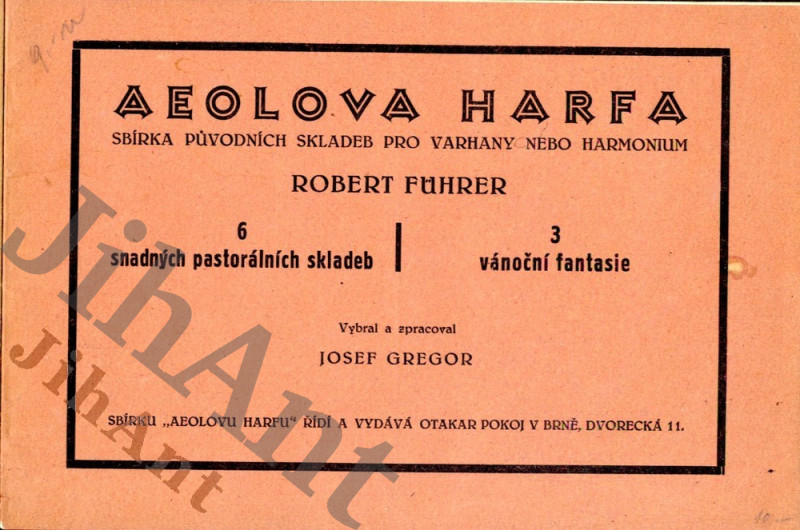 AEOLOVA HARFA
SBÍRKA PŮVODNÍCH SKLADEB PRO VARHANY NEBO HARMONIUM
ROBERT FÜHRER
6
snadných pastorálních skladeb
3
vánoční fantasie
Vybral a zpracoval
JOSEF GREGOR
SBÍRKU „AEOLOVU HARFU“ ŘÍDÍ A VYDÁVÁ OTAKAR POKOJ V BRNĚ, DVORECKÁ 11.
JihAnt
JihAnt